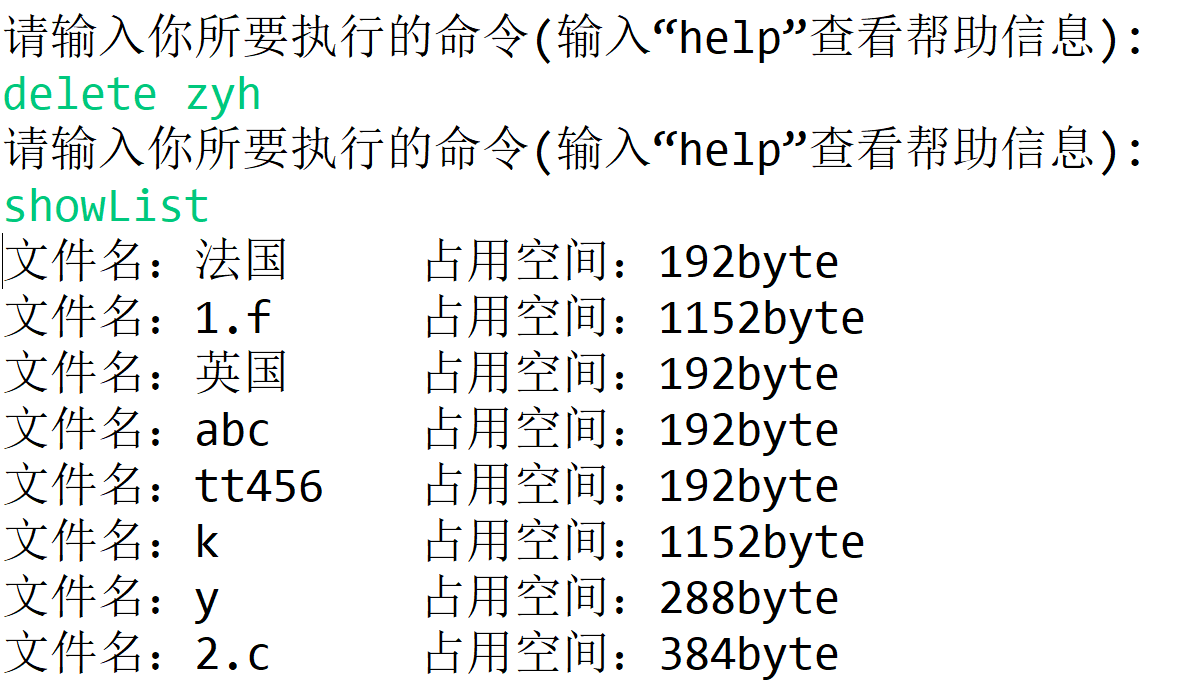 请输入你所要执行的命令(输入“help”查看帮助信息):
delete zyh
请输入你所要执行的命令(输入“help”查看帮助信息):
showList
文件名：法国 占用空间：192byte
文件名：1.f 占用空间：1152byte
文件名：英国 占用空间：192byte
文件名：abc 占用空间：192byte
文件名：tt456 占用空间：192byte
文件名：k 占用空间：1152byte
文件名：y 占用空间：288byte
文件名：2.c 占用空间：384byte